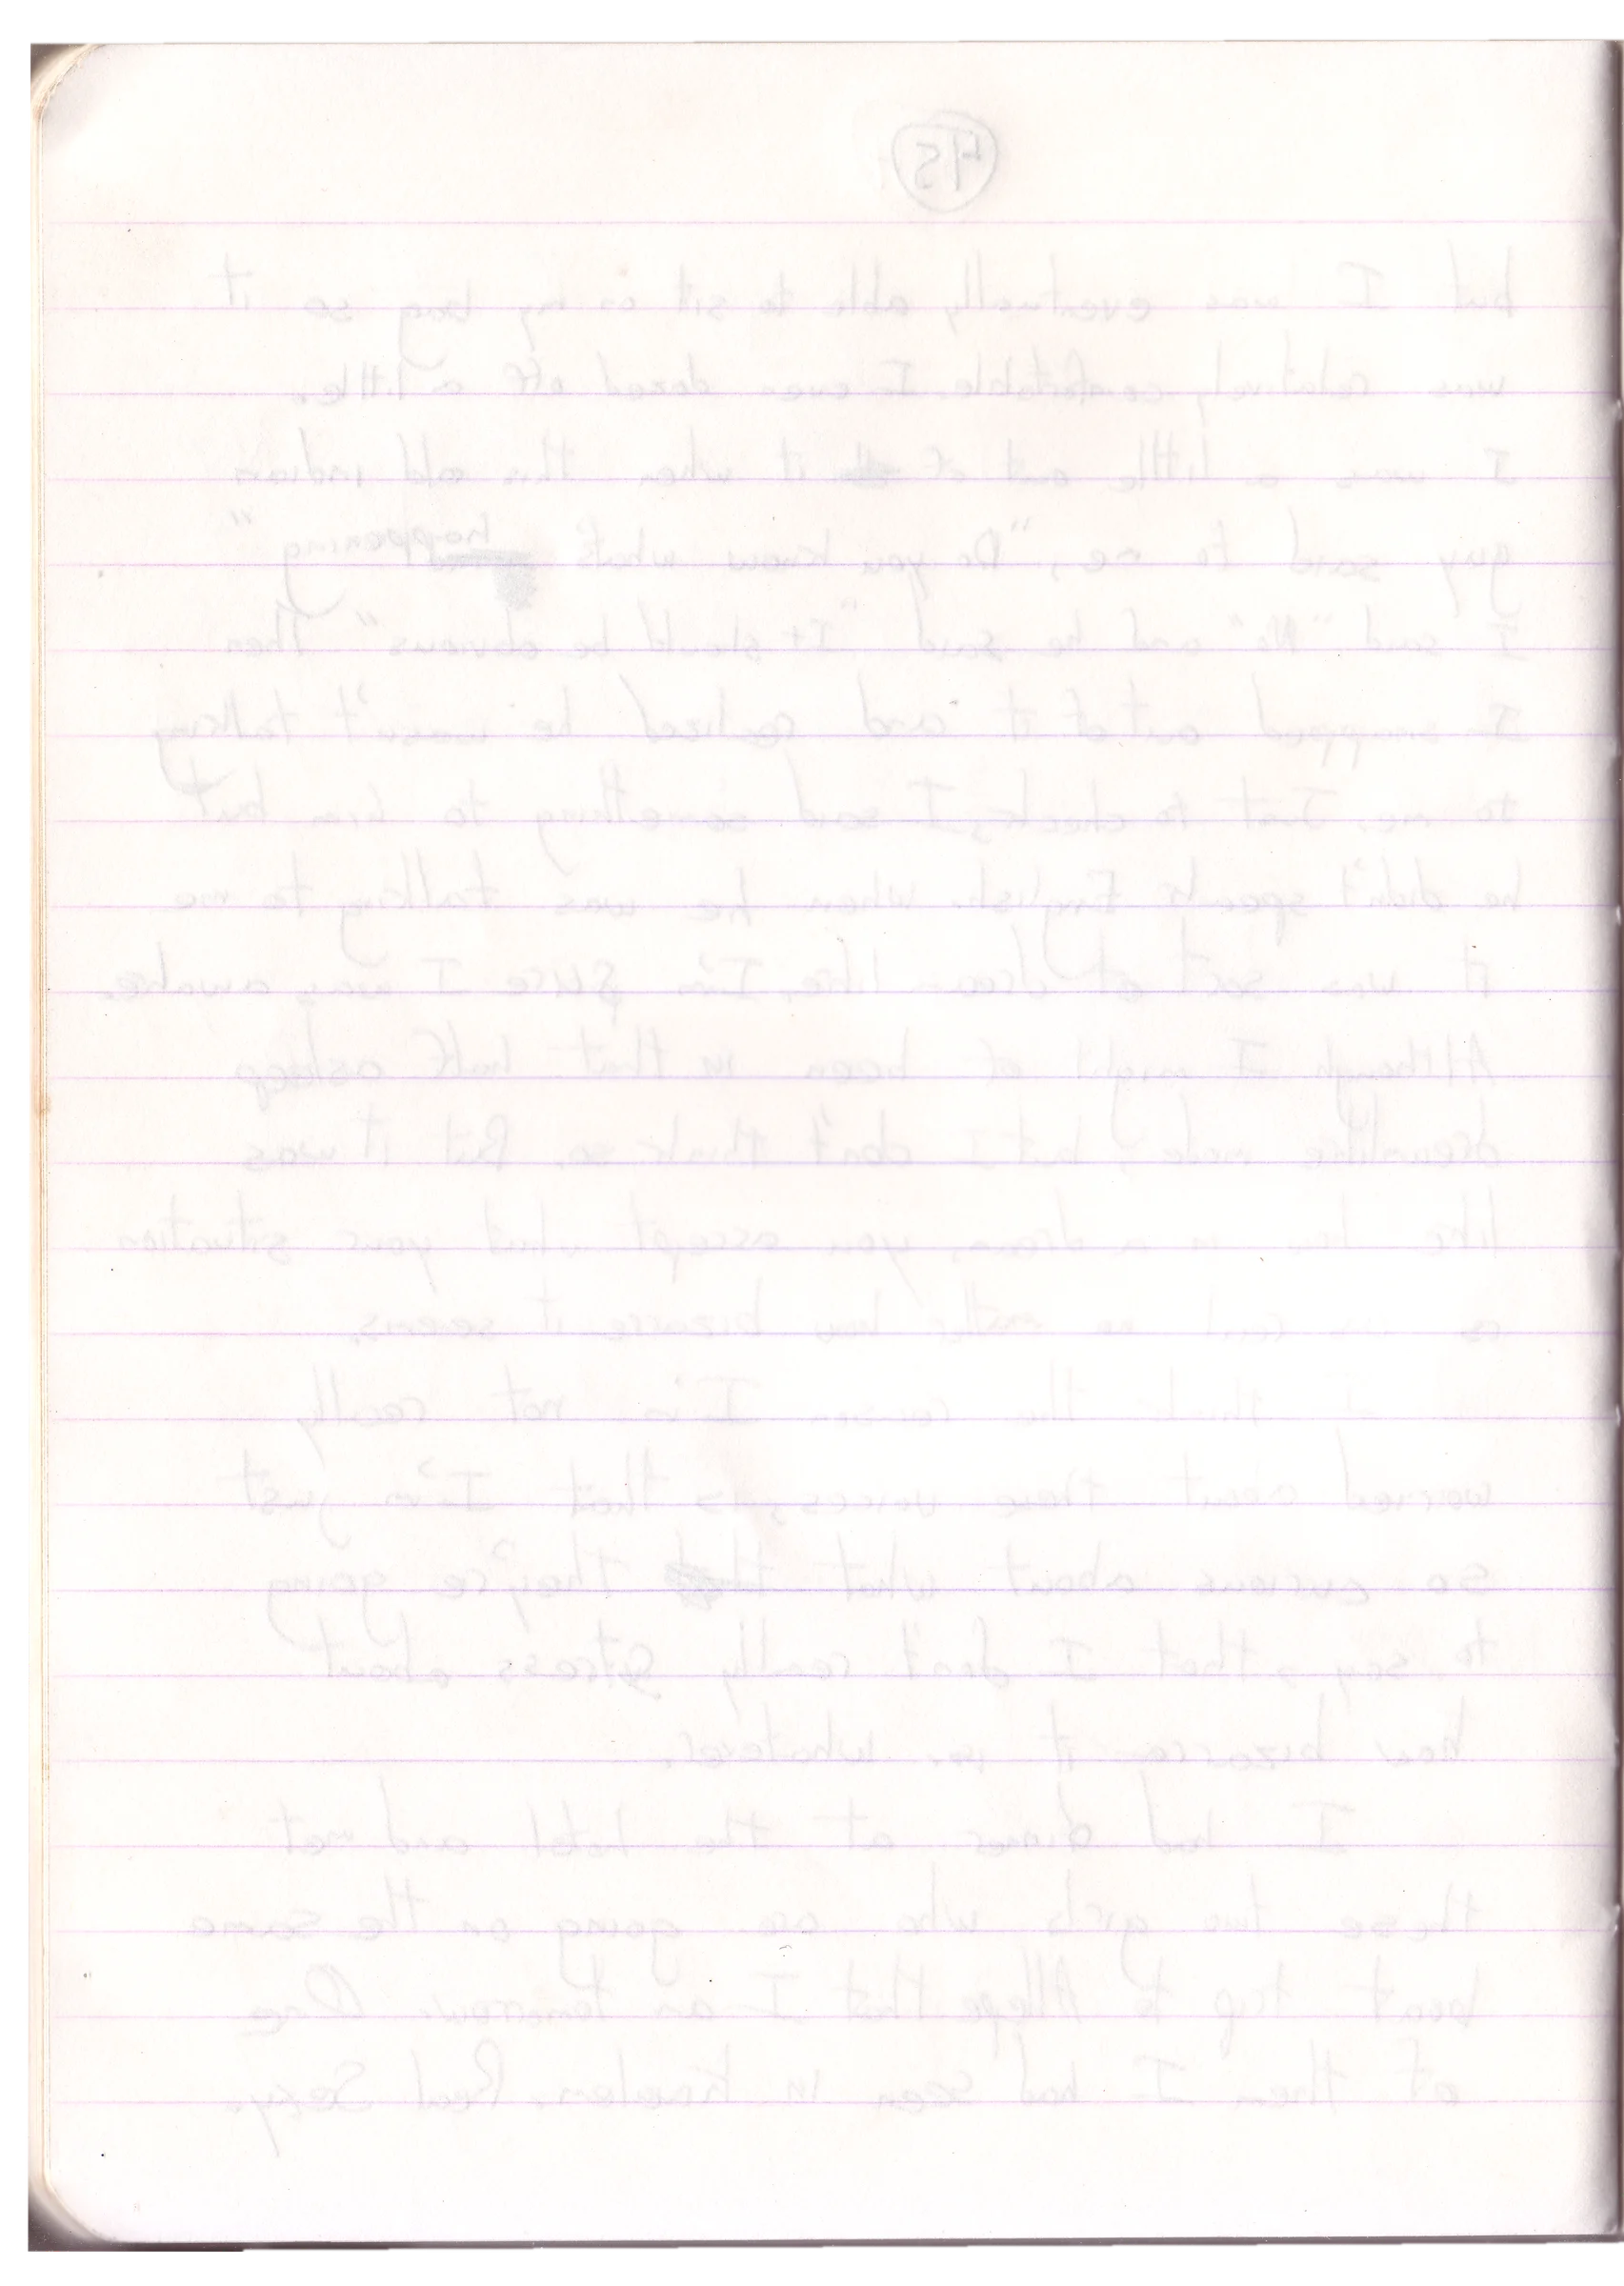 45
but I was eventually able to sit on my bag so it
was relatively comfortable. I even dozed off a little.
I was a little out of it when this old indian
guy said to me, "Do you know what's happening"
I said "No" and he said "It should be obvious" Then
I snapped out of it and realized he wasn't talking
to me. Just to check, I said something to him but
he didn't speak English. when he was talking to me
it was sort of dream like. I'm sure I was awake.
Although I might of been in that half asleep
dreamlike mode, but I don't think so. But it was
like how in a dream, you accept what your situation
is no matter how bizarre it seems.
I think the reason I'm not really
worried about these voices, is that I'm just
so curious about what they're going
to say, that I don't really stress about
how bizarre it is. whatever.
I had dinner at the hotel and met
these two girls who are going on the same
boat trip to Allepe that I am tomorrow. One
of them I had seen in Real Sexy.